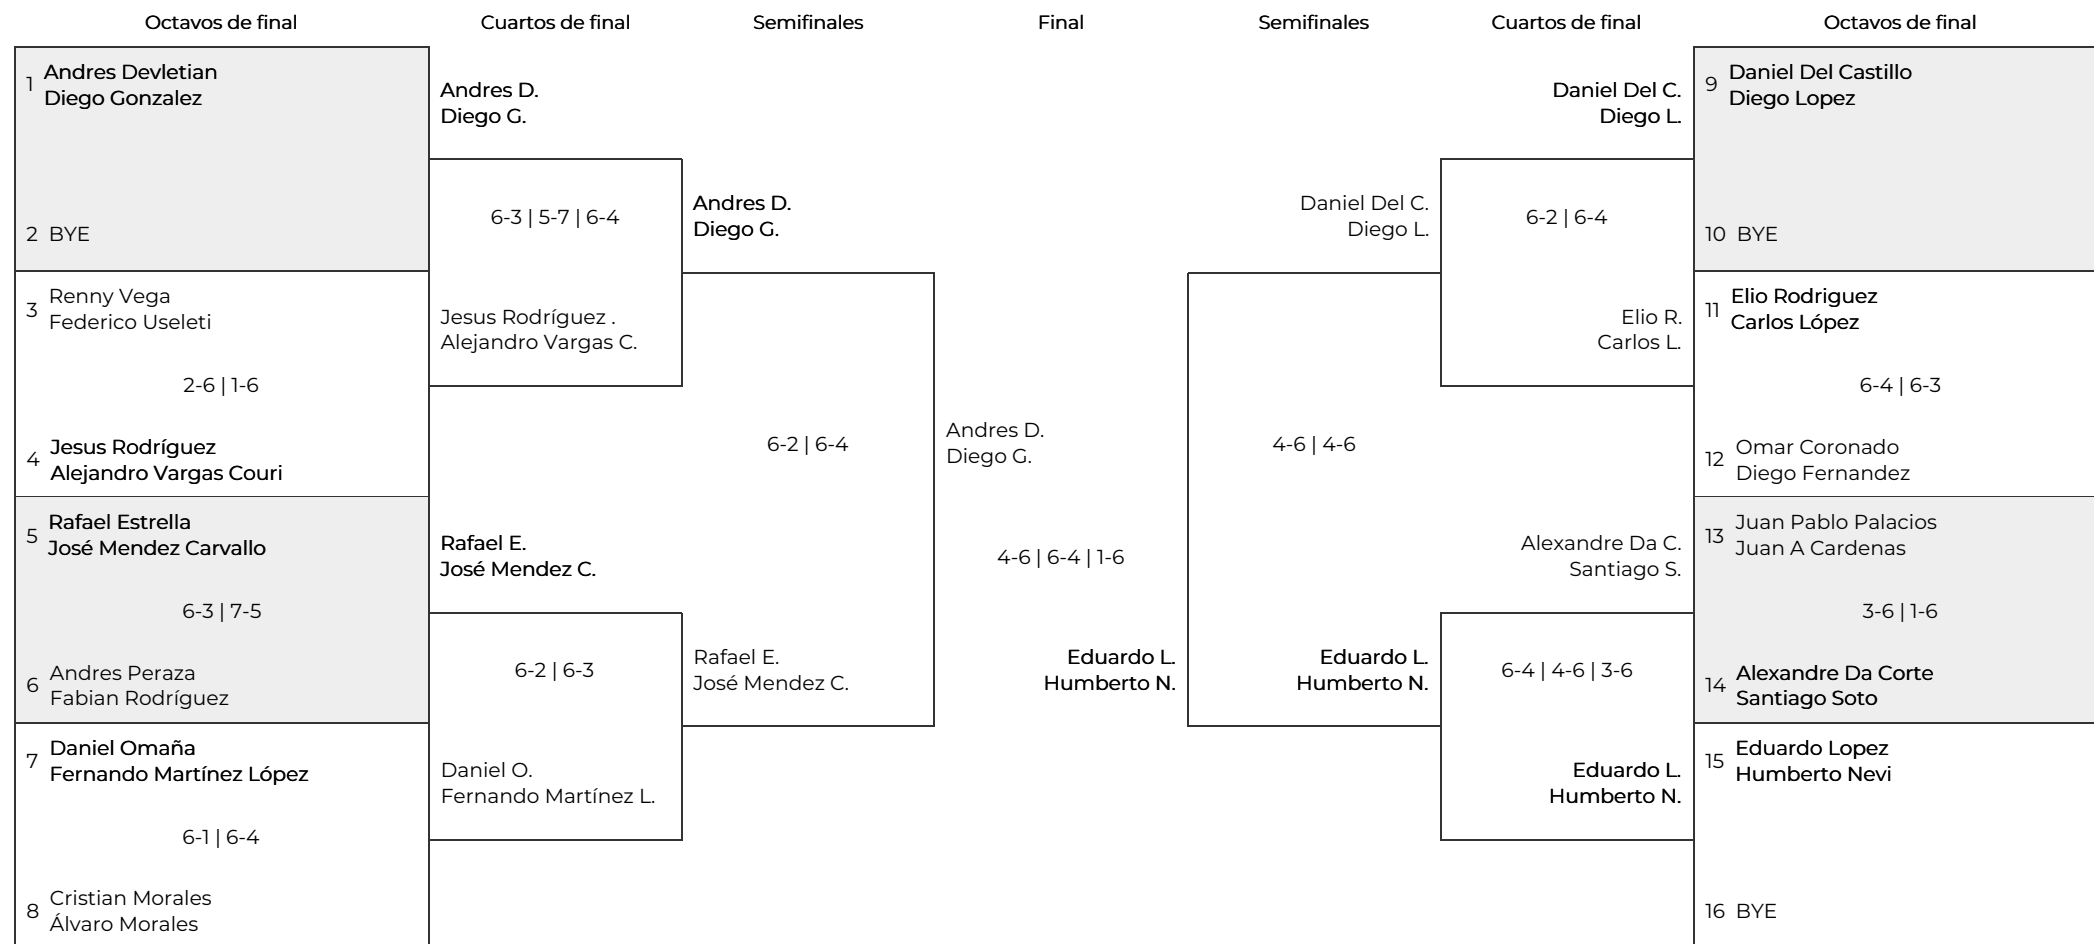 Octavos de final
Cuartos de final
Semifinales
Final
Semifinales
Cuartos de final
Octavos de final
1 Andres Devletian
Diego Gonzalez
2 BYE
3 Renny Vega
Federico Useleti
2-6 | 1-6
4 Jesus Rodríguez
Alejandro Vargas Couri
5 Rafael Estrella
José Mendez Carvallo
6-3 | 7-5
6 Andres Peraza
Fabian Rodríguez
7 Daniel Omaña
Fernando Martínez López
6-1 | 6-4
8 Cristian Morales
Álvaro Morales
Andres D.
Diego G.
6-3 | 5-7 | 6-4
Jesus Rodríguez .
Alejandro Vargas C.
Rafael E.
José Mendez C.
6-2 | 6-3
Daniel O.
Fernando Martínez L.
Andres D.
Diego G.
6-2 | 6-4
Rafael E.
José Mendez C.
Andres D.
Diego G.
4-6 | 6-4 | 1-6
Eduardo L.
Humberto N.
Daniel Del C.
Diego L.
4-6 | 4-6
Eduardo L.
Humberto N.
Daniel Del C.
Diego L.
6-2 | 6-4
Elio R.
Carlos L.
Alexandre Da C.
Santiago S.
6-4 | 4-6 | 3-6
Eduardo L.
Humberto N.
9 Daniel Del Castillo
Diego Lopez
10 BYE
11 Elio Rodriguez
Carlos López
6-4 | 6-3
12 Omar Coronado
Diego Fernandez
13 Juan Pablo Palacios
Juan A Cardenas
3-6 | 1-6
14 Alexandre Da Corte
Santiago Soto
15 Eduardo Lopez
Humberto Nevi
16 BYE